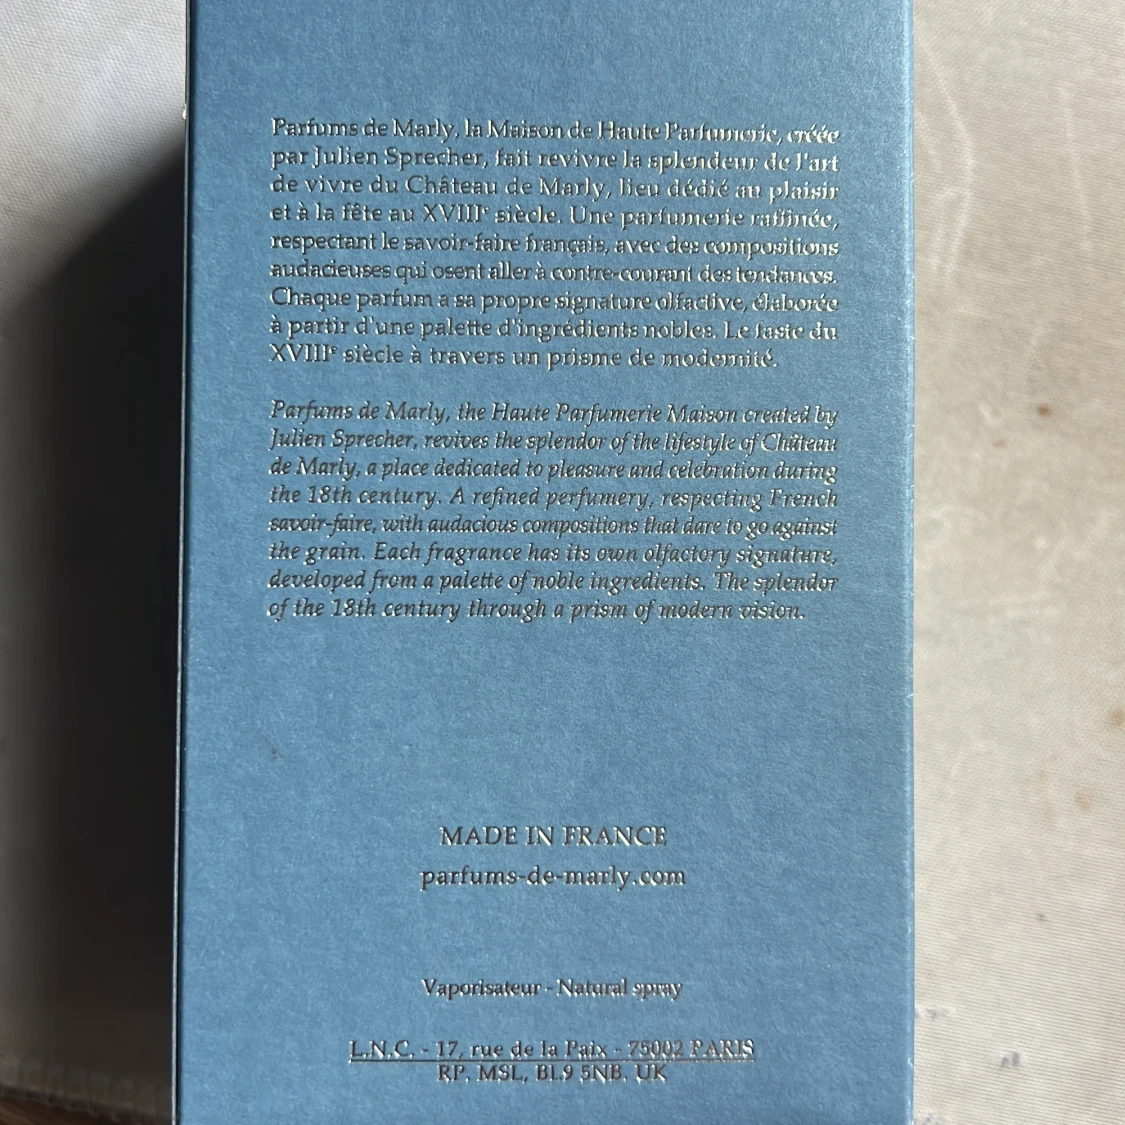 Parfums de Marly, la Maison de Haute Parfumerie, créée
par Julien Sprecher, fait revivre la splendeur de l'art
de vivre du Château de Marly, lieu dédié au plaisir
et à la fête au XVIIIe siècle. Une parfumerie raffinée,
respectant le savoir-faire français, avec des compositions
audacieuses qui osent aller à contre-courant des tendances.
Chaque parfum a sa propre signature olfactive, élaborée
à partir d'une palette d'ingrédients nobles. Le faste du
XVIIIe siècle à travers un prisme de modernité.
Parfums de Marly, the Haute Parfumerie Maison created by
Julien Sprecher, revives the splendor of the lifestyle of Château
de Marly, a place dedicated to pleasure and celebration during
the 18th century. A refined perfumery, respecting French
savoir-faire, with audacious compositions that dare to go against
the grain. Each fragrance has its own olfactory signature,
developed from a palette of noble ingredients. The splendor
of the 18th century through a prism of modern vision.
MADE IN FRANCE
parfums-de-marly.com
Vaporisateur - Natural spray
L.N.C. - 17, rue de la Paix - 75002 PARIS
RP. MSL, BL9 5NB. UK